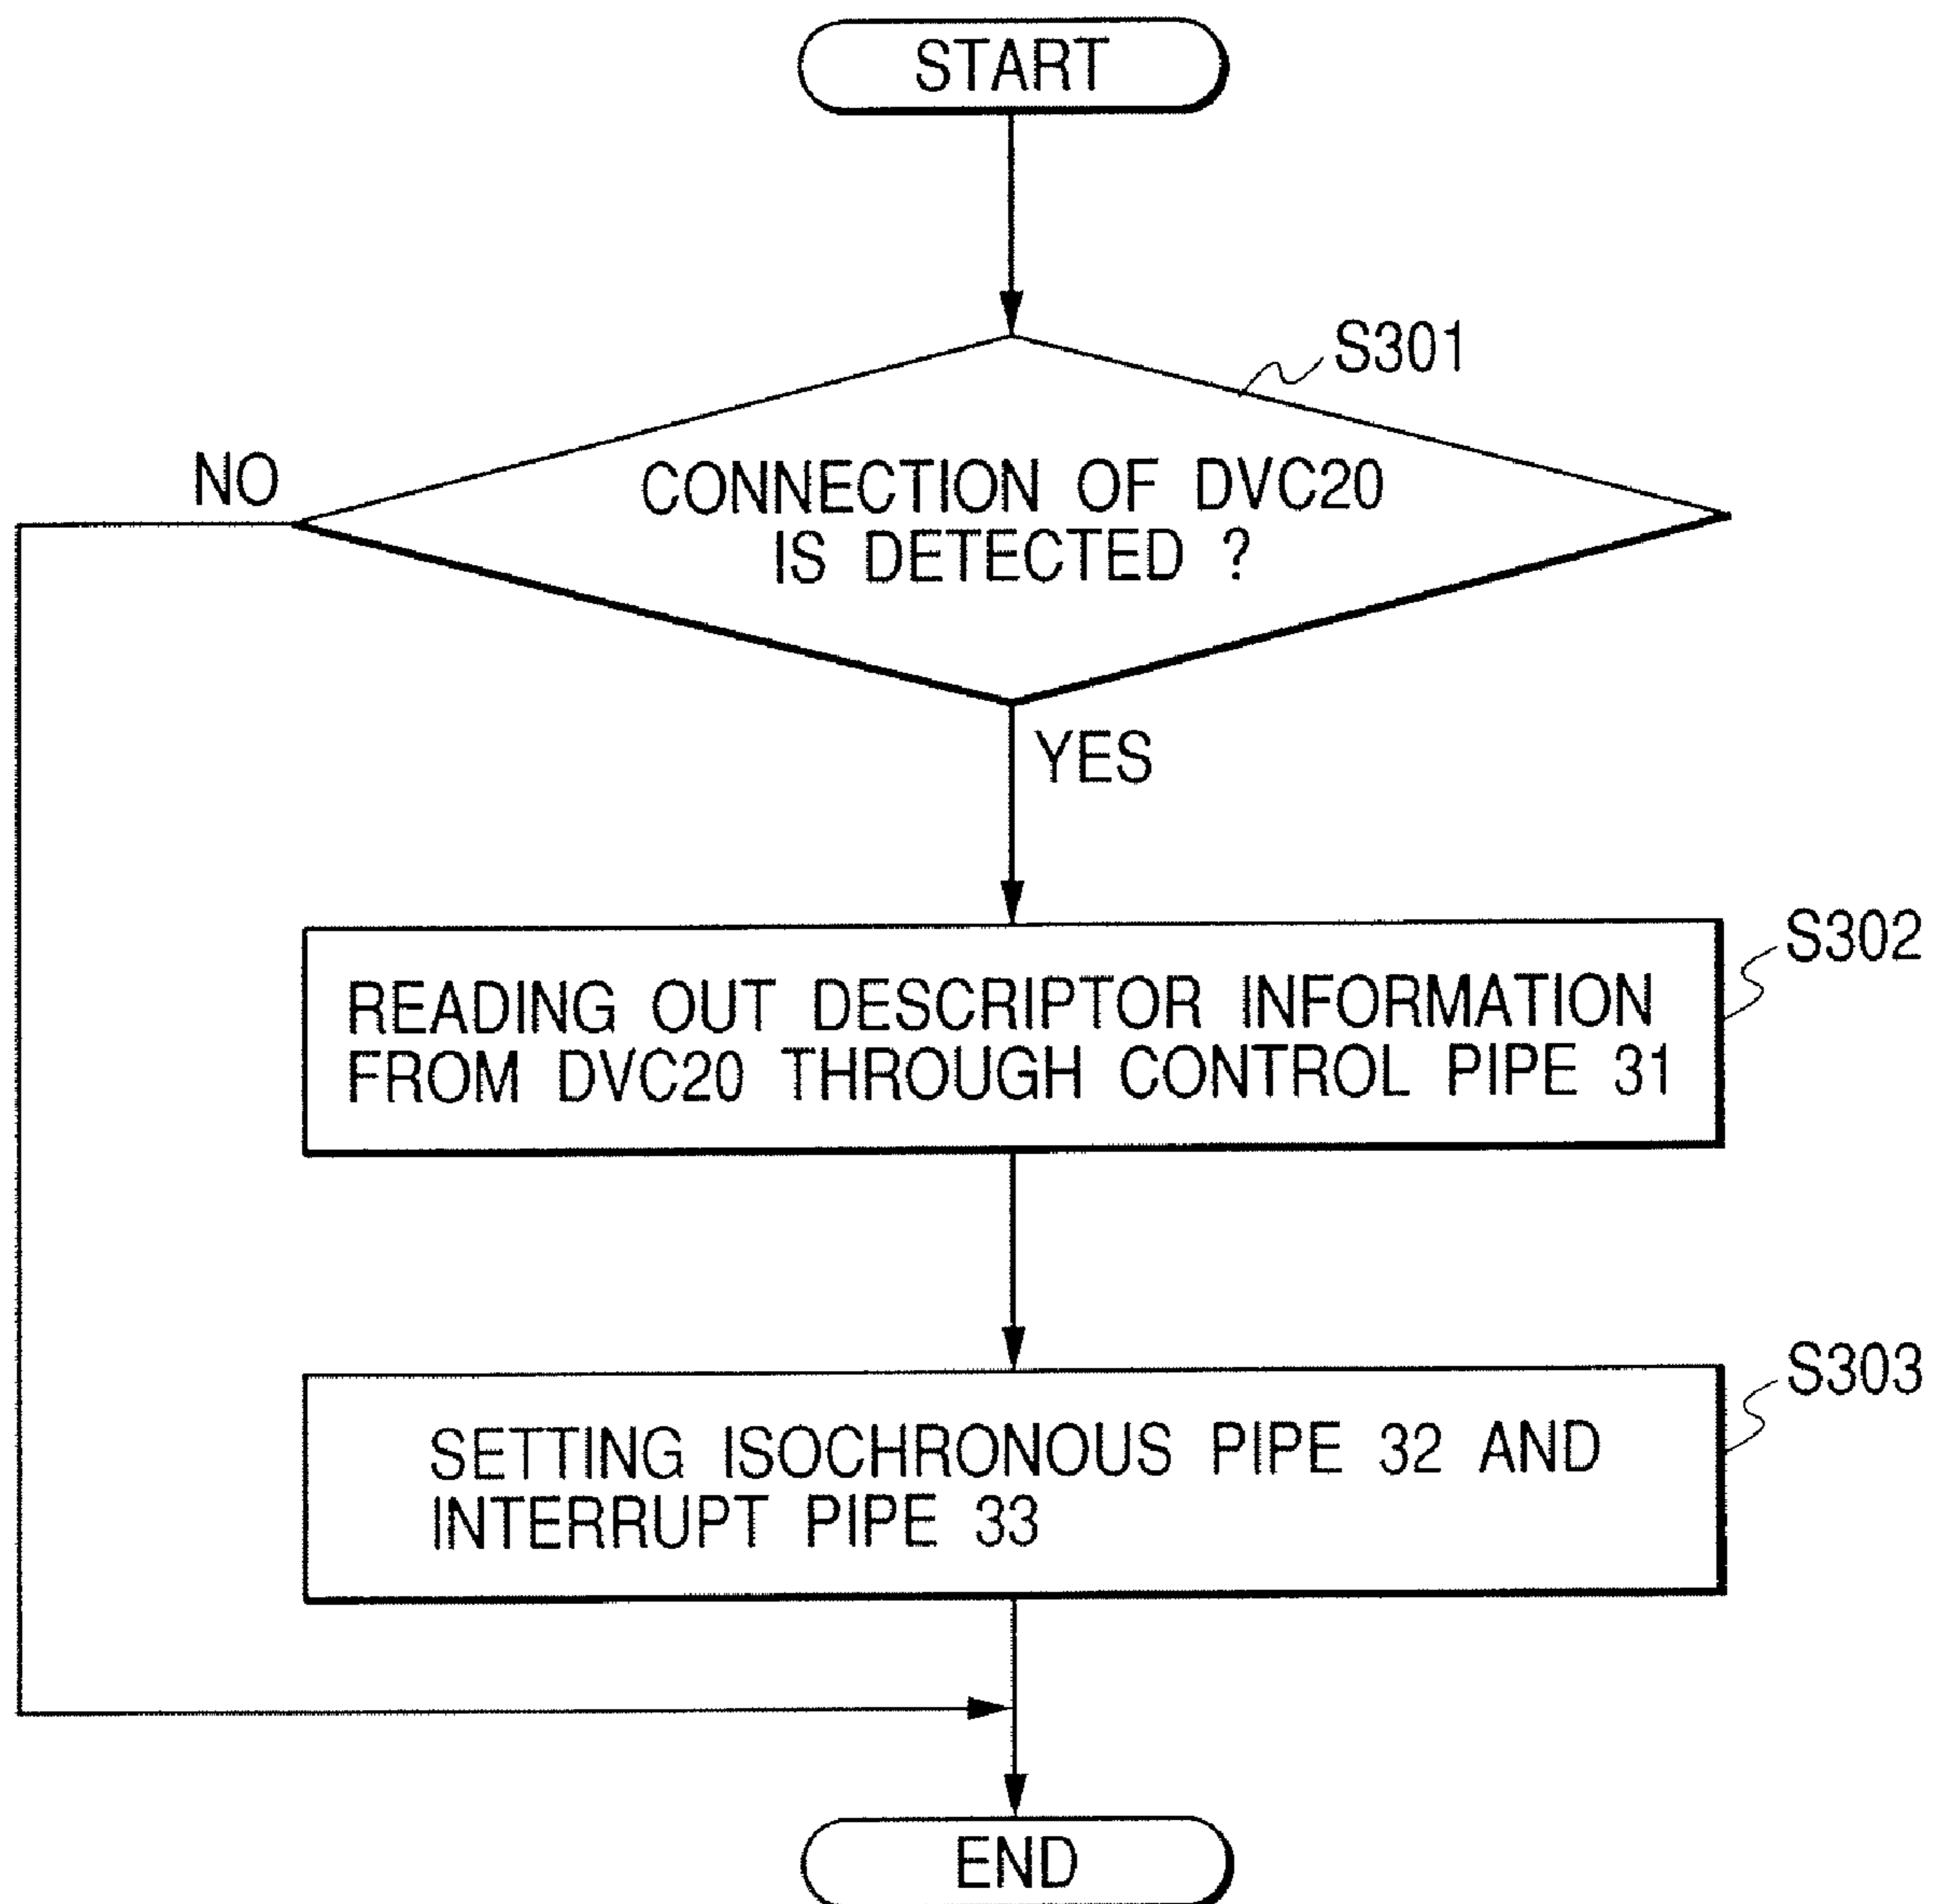 START
S301
NO
CONNECTION OF DVC20
IS DETECTED ?
YES
S302
READING OUT DESCRIPTOR INFORMATION
FROM DVC20 THROUGH CONTROL PIPE 31
S303
SETTING ISOCHRONOUS PIPE 32 AND
INTERRUPT PIPE 33
END